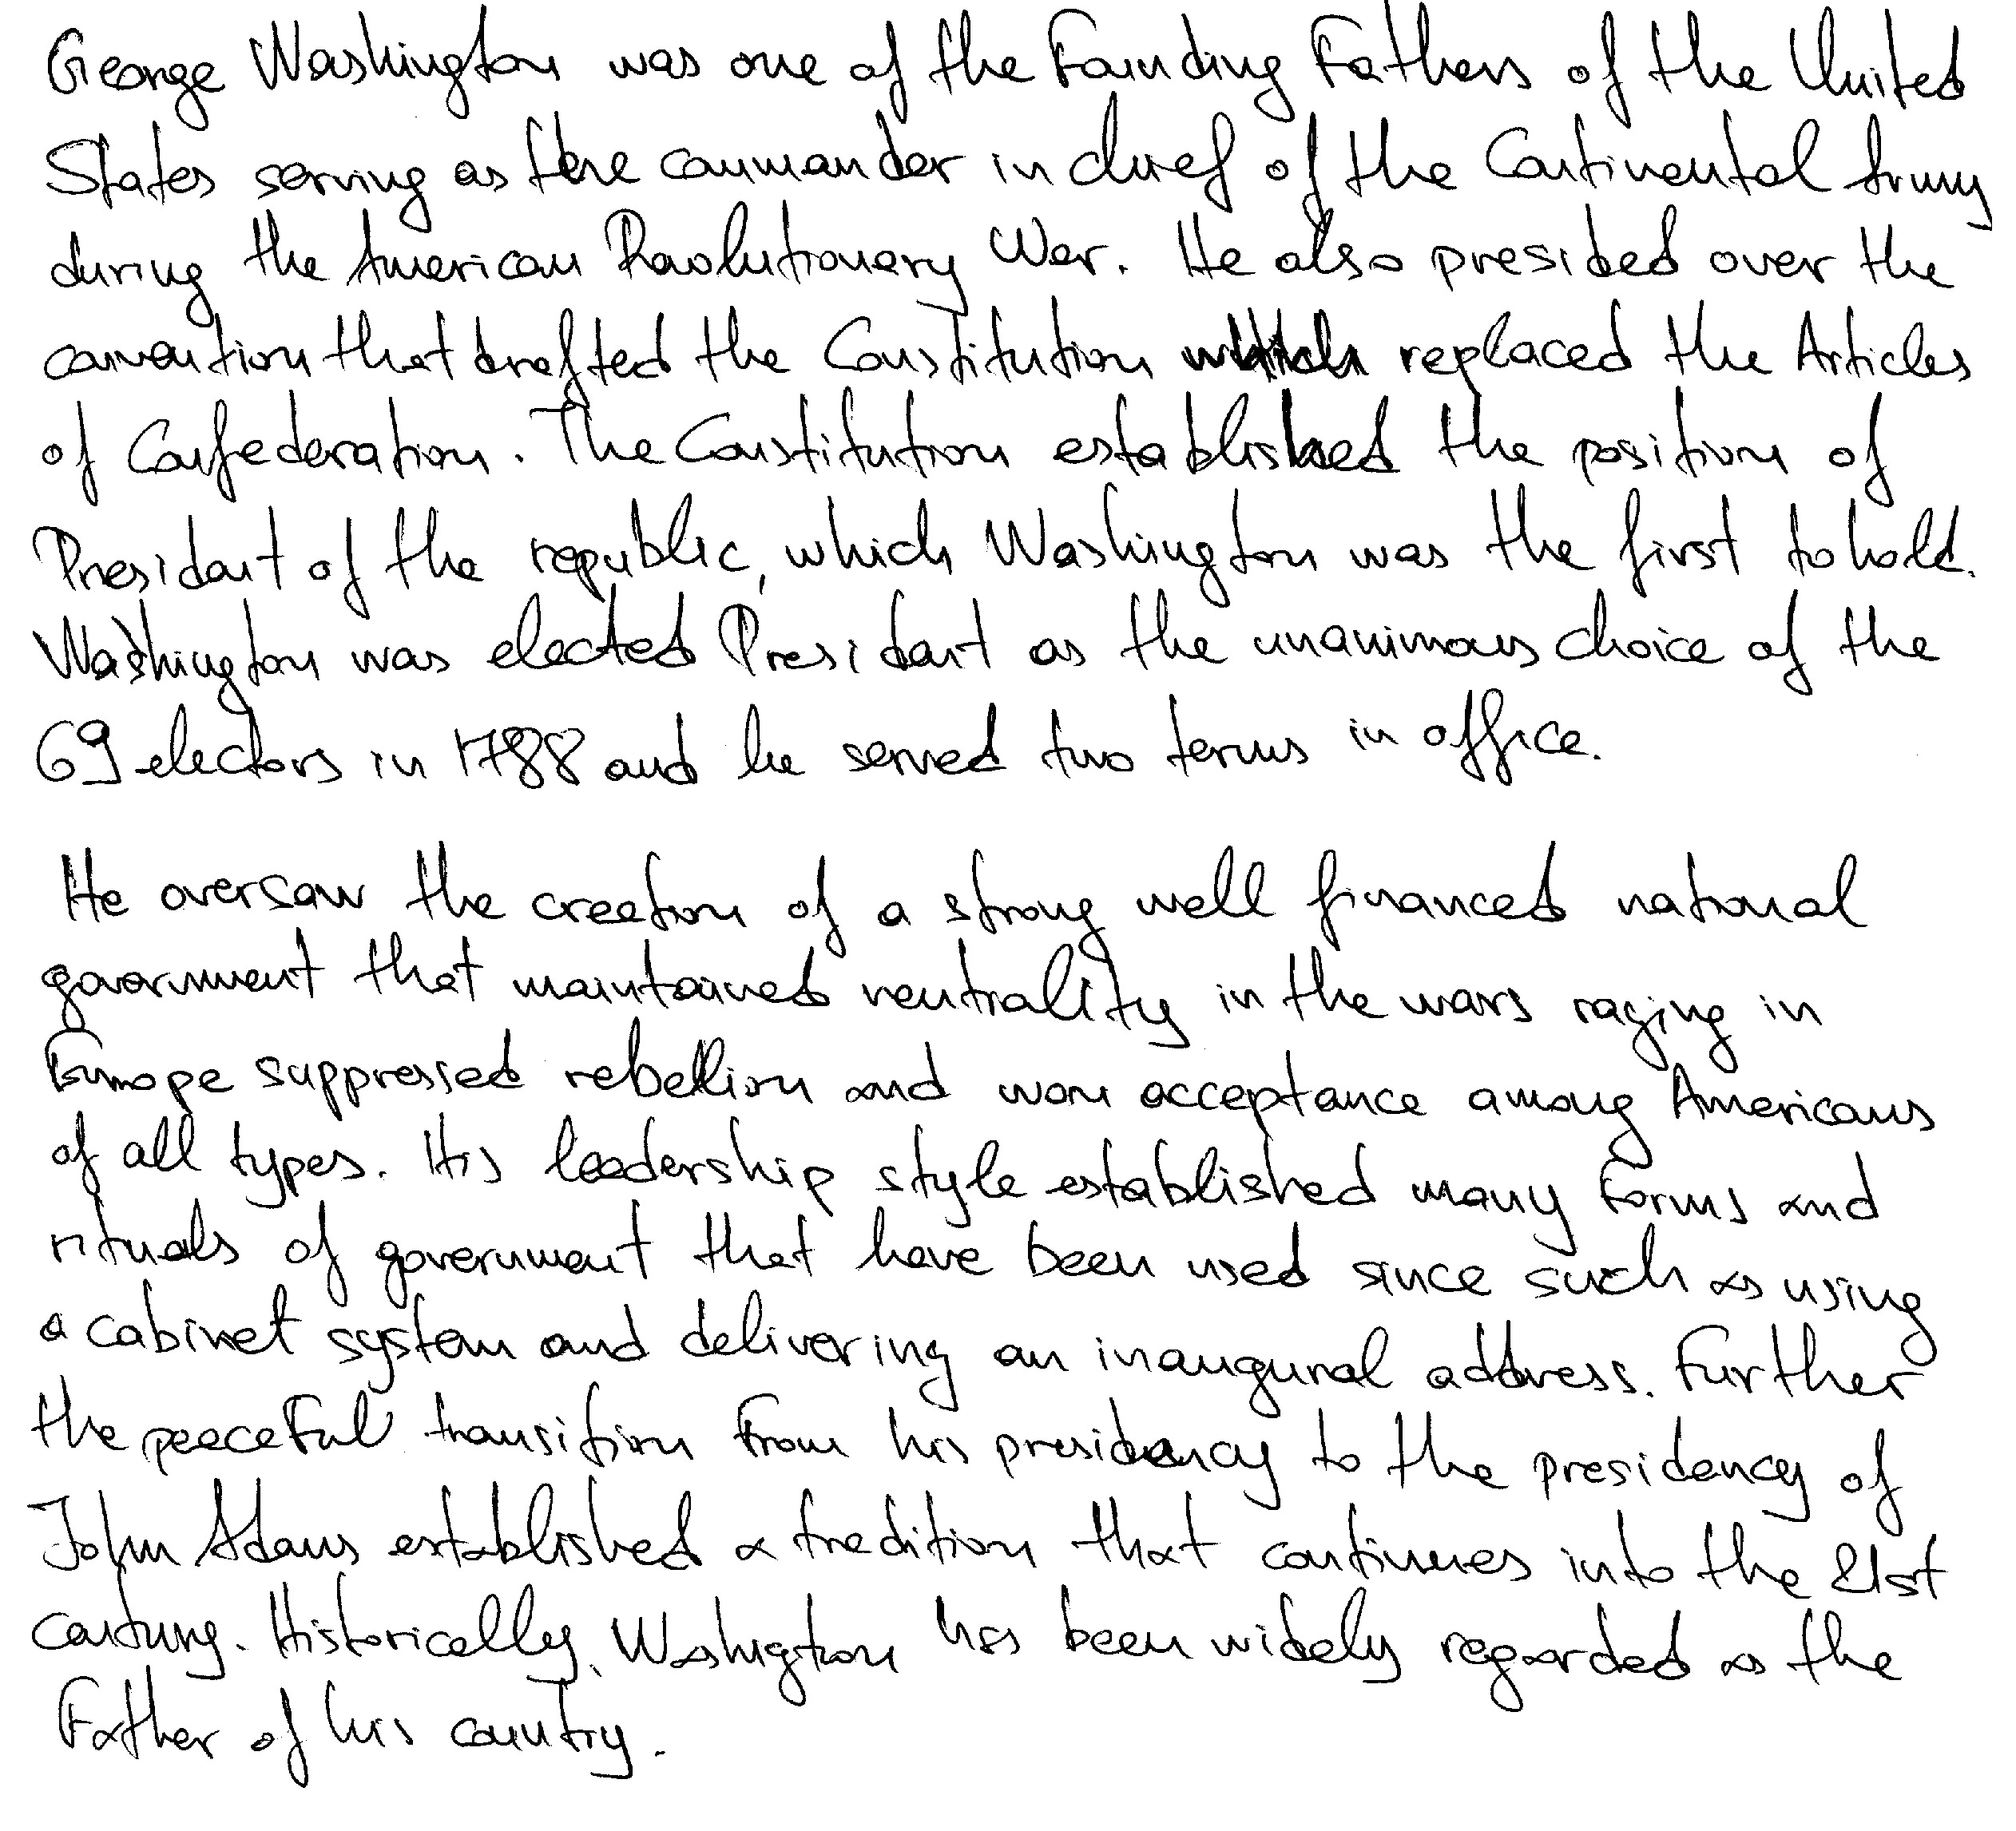 George Washington was one of the Founding Fathers of the United
States serving as the commander in chief of the Continental Army
during the American Revolutionary War. He also presided over the
convention that drafted the Constitution which replaced the Articles
of Confederation. The Constitution established the position of
President of the republic, which Washington was the first to hold.
Washington was elected President as the unanimous choice of the
69 electors in 1788 and he served two terms in office.
He oversaw the creation of a strong well financed national
government that maintained neutrality in the wars raging in
Europe suppressed rebellion and won acceptance among Americans
of all types. His leadership style established many forms and
rituals of government that have been used since such as using
a cabinet system and delivering an inaugural address. Further
the peaceful transition from his presidency to the presidency of
John Adams established a tradition that continues into the 21st
century. Historically, Washigton has been widely regarded as the
Father of his country.